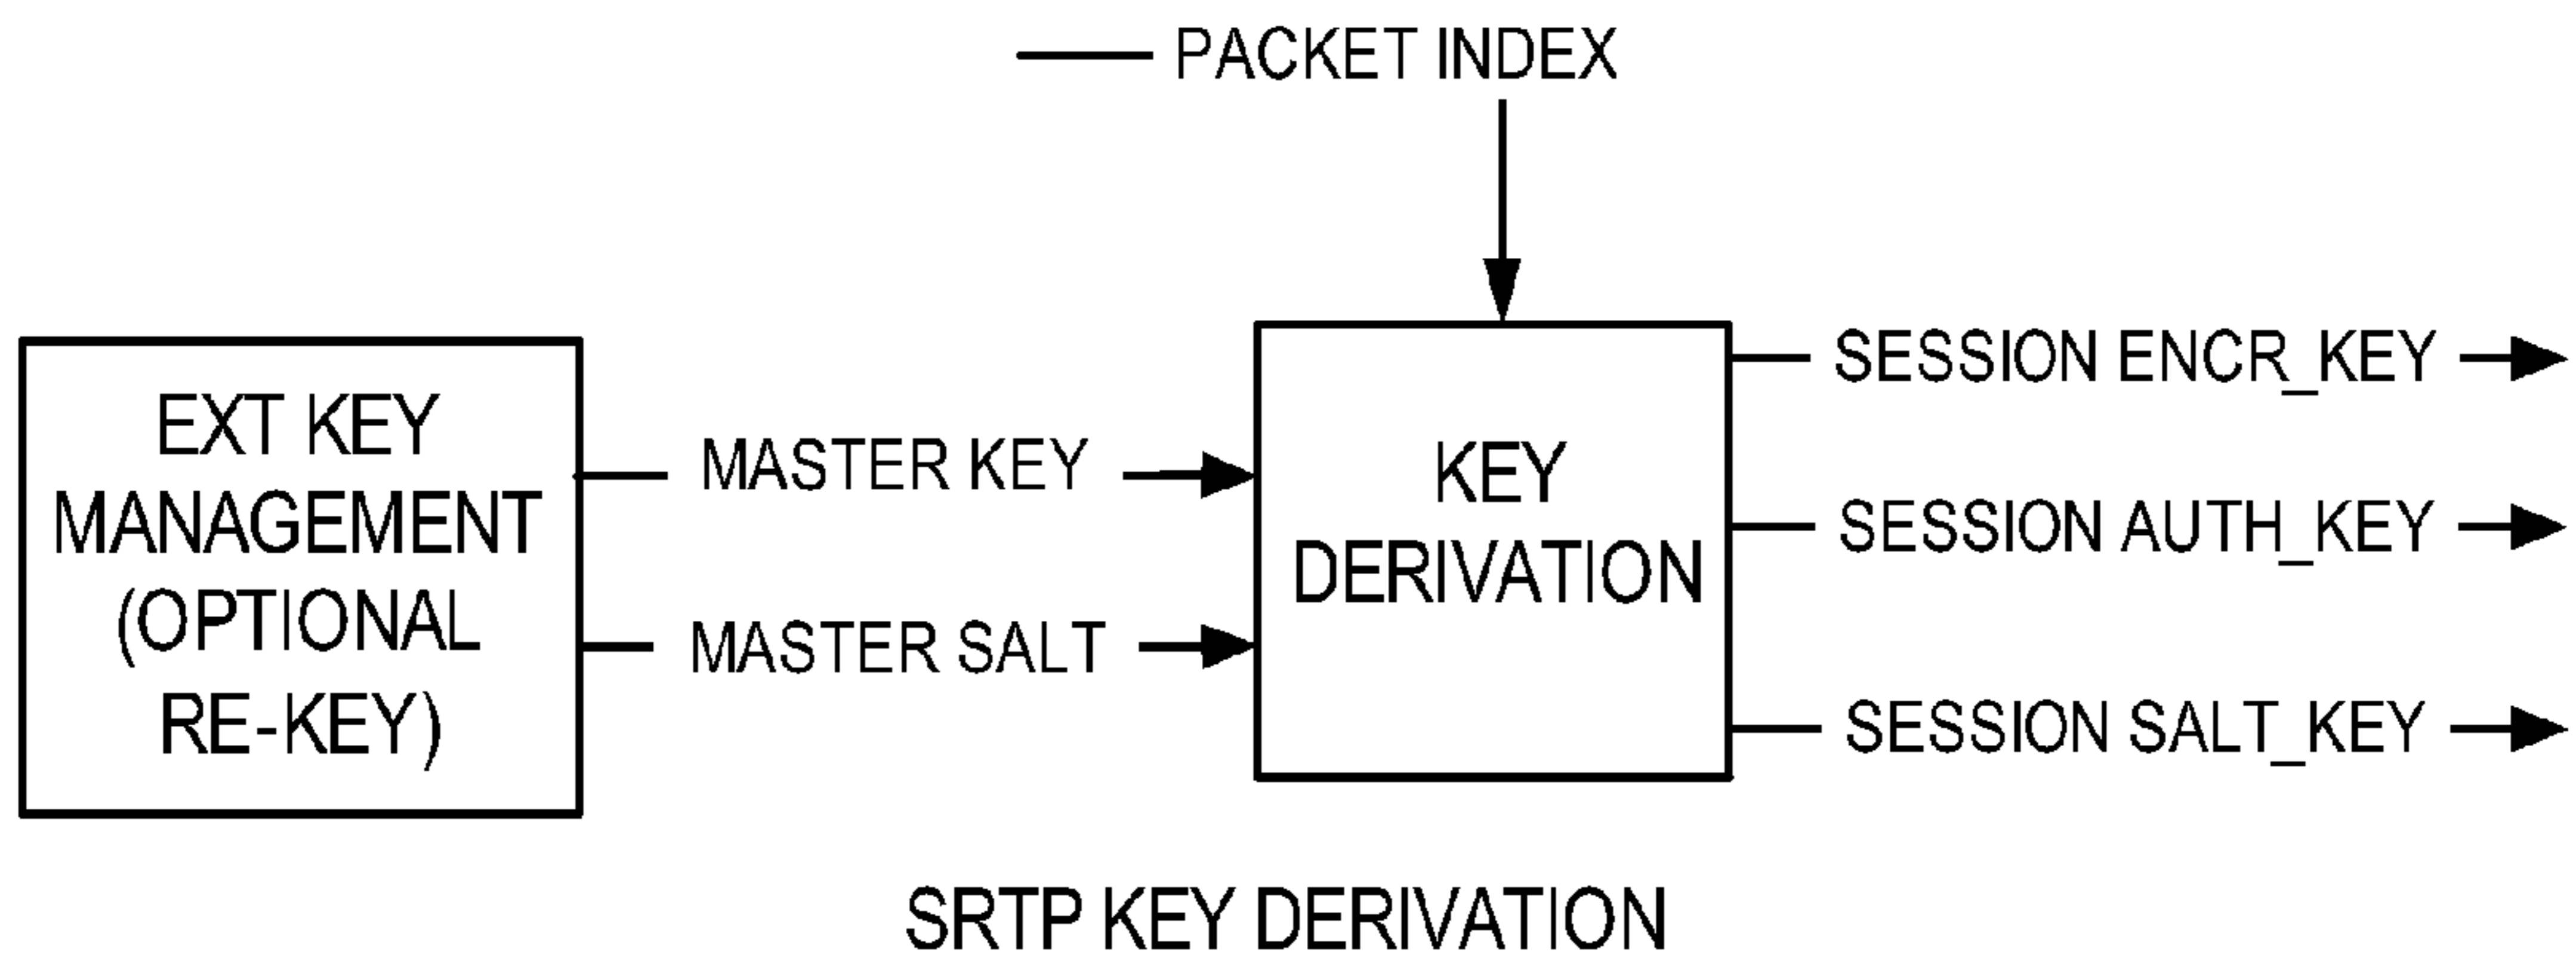 PACKET INDEX
EXT KEY
MANAGEMENT
(OPTIONAL
RE-KEY)
MASTER KEY
MASTER SALT
KEY
DERIVATION
SESSION ENCR_KEY
SESSION AUTH_KEY
SESSION SALT_KEY
SRTP KEY DERIVATION